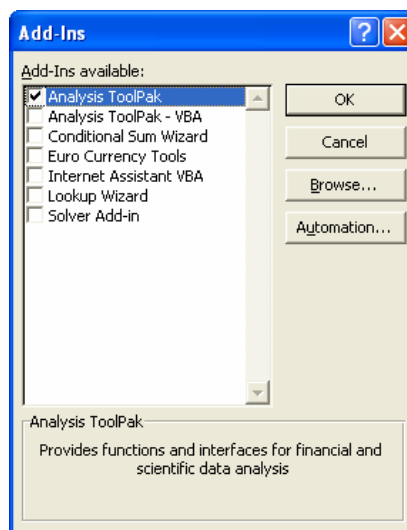 Add-Ins
Add-Ins available:
Analysis ToolPak
Analysis ToolPak - VBA
Conditional Sum Wizard
Euro Currency Tools
Internet Assistant VBA
Lookup Wizard
Solver Add-in
OK
Cancel
Browse...
Automation...
Analysis ToolPak
Provides functions and interfaces for financial and
scientific data analysis